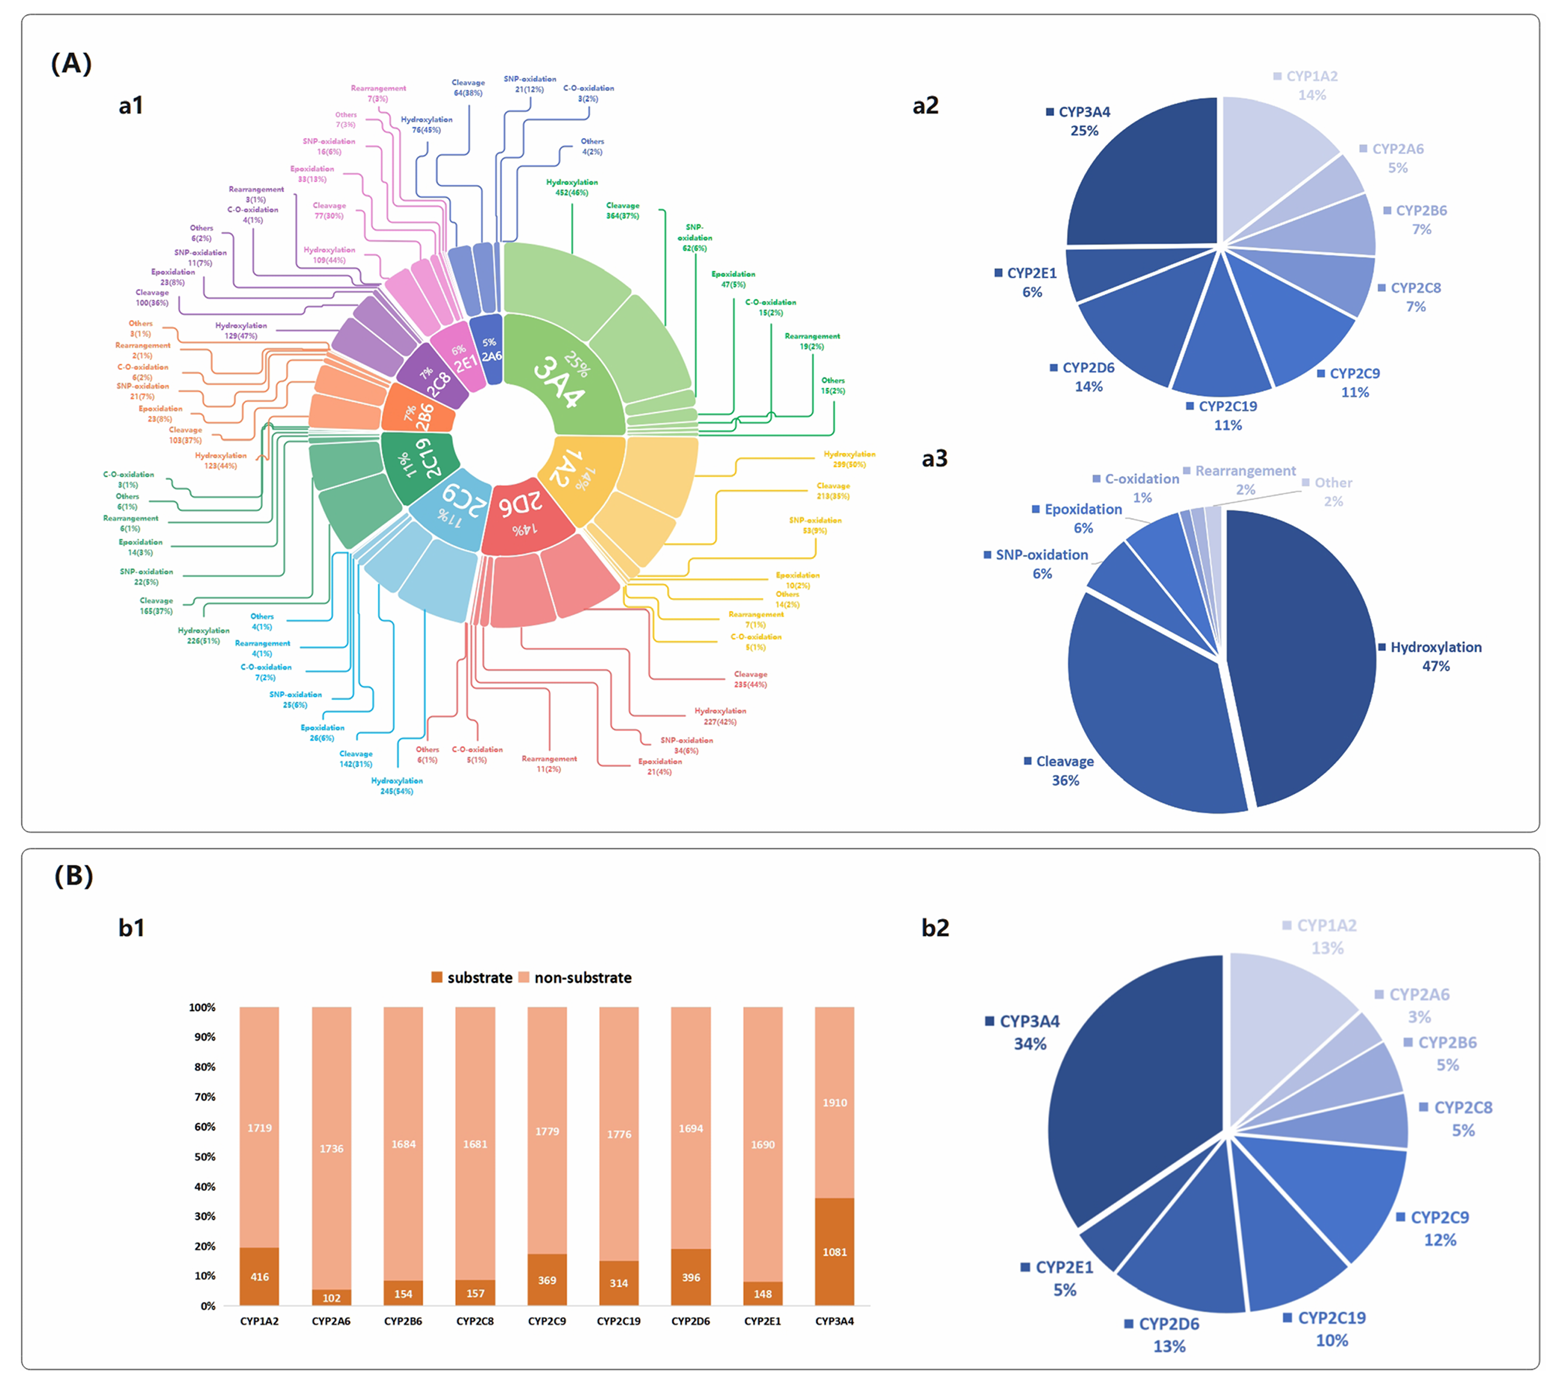 (A)
a1
Rearrangement
7(3%)
Others
7(3%)
SNP-oxidation
16(6%)
Epoxidation
33(13%)
Cleavage
77(30%)
Hydroxylation
109(44%)
Hydroxylation
76(45%)
Cleavage
64(38%)
SNP-oxidation
21(12%)
C-O-oxidation
3(2%)
Others
4(2%)
Hydroxylation
452(46%)
Cleavage
364(37%)
SNP-
oxidation
62(6%)
Epoxidation
47(5%)
C-O-oxidation
15(2%)
Rearrangement
19(2%)
Others
15(2%)
Rearrangement
3(1%)
C-O-oxidation
4(1%)
Others
6(2%)
SNP-oxidation
11(7%)
Epoxidation
23(8%)
Cleavage
100(36%)
Hydroxylation
129(47%)
Others
3(1%)
Rearrangement
2(1%)
C-O-oxidation
6(2%)
SNP-oxidation
21(7%)
Epoxidation
23(8%)
Cleavage
103(37%)
Hydroxylation
123(44%)
C-O-oxidation
3(1%)
Others
6(1%)
Rearrangement
6(1%)
Epoxidation
14(3%)
SNP-oxidation
22(5%)
Cleavage
165(37%)
Hydroxylation
226(51%)
Others
4(1%)
Rearrangement
4(1%)
C-O-oxidation
7(2%)
SNP-oxidation
25(6%)
Epoxidation
26(6%)
Cleavage
142(31%)
Hydroxylation
245(54%)
Others
6(1%)
C-O-oxidation
5(1%)
Rearrangement
11(2%)
Epoxidation
21(4%)
SNP-oxidation
34(6%)
Hydroxylation
227(42%)
Cleavage
235(44%)
Hydroxylation
299(50%)
Cleavage
213(35%)
SNP-oxidation
53(9%)
Epoxidation
10(2%)
Others
14(2%)
Rearrangement
7(1%)
C-O-oxidation
5(1%)
25%
3A4
14%
1A2
14%
2D6
11%
2C9
11%
2C19
7%
2B6
7%
2C8
6%
2E1
5%
2A6
a2
CYP1A2
14%
CYP2A6
5%
CYP2B6
7%
CYP2C8
7%
CYP2C9
11%
CYP2C19
11%
CYP2D6
14%
CYP2E1
6%
CYP3A4
25%
a3
Hydroxylation
47%
Cleavage
36%
SNP-oxidation
6%
Epoxidation
6%
C-oxidation
1%
Rearrangement
2%
Other
2%
(B)
b1
substrate non-substrate
100%
90%
80%
70%
60%
50%
40%
30%
20%
10%
0%
1719
1736
1684
1681
1779
1776
1694
1690
1910
416
102
154
157
369
314
396
148
1081
CYP1A2 CYP2A6 CYP2B6 CYP2C8 CYP2C9 CYP2C19 CYP2D6 CYP2E1 CYP3A4
b2
CYP1A2
13%
CYP2A6
3%
CYP2B6
5%
CYP2C8
5%
CYP2C9
12%
CYP2C19
10%
CYP2D6
13%
CYP2E1
5%
CYP3A4
34%